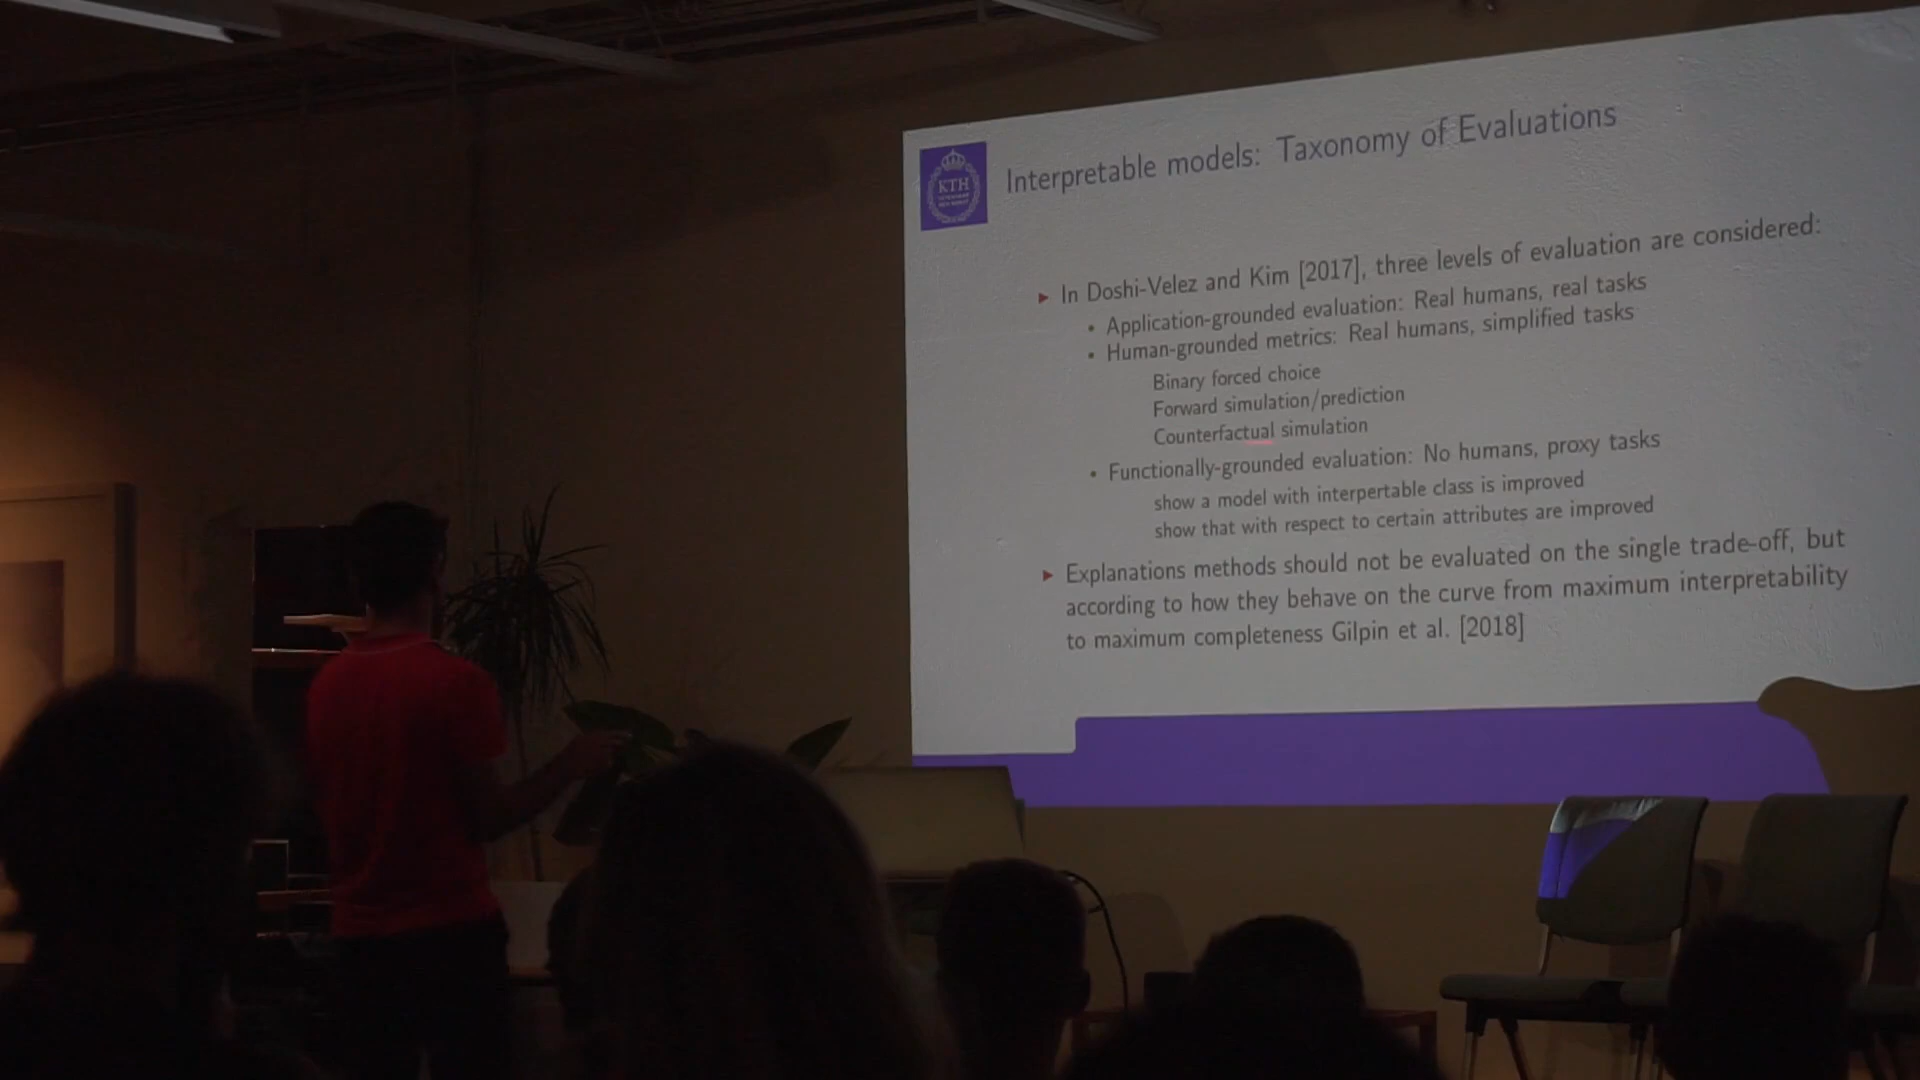 KTH
Interpretable models: Taxonomy of Evaluations
In Doshi-Velez and Kim [2017], three levels of evaluation are considered:
Application-grounded evaluation: Real humans, real tasks
Human-grounded metrics: Real humans, simplified tasks
Binary forced choice
Forward simulation/prediction
Counterfactual simulation
Functionally-grounded evaluation: No humans, proxy tasks
show a model with interpertable class is improved
show that with respect to certain attributes are improved
Explanations methods should not be evaluated on the single trade-off, but
according to how they behave on the curve from maximum interpretability
to maximum completeness Gilpin et al. [2018]